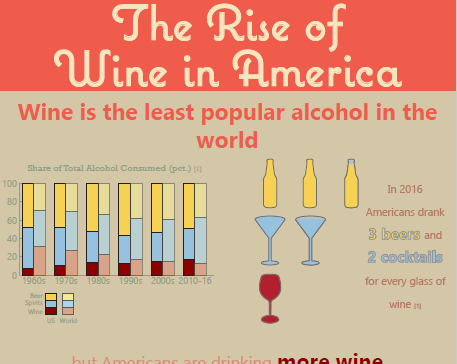 The Rise of
Wine in America
Wine is the least popular alcohol in the
world
Share of Total Alcohol Consumed (pct.) [1]
100
80
60
40
20
0
1960s 1970s 1980s 1990s 2000s 2010-16
Beer
Spirits
Wine
US World
In 2016
Americans drank
3 beers and
2 cocktails
for every glass of
wine [1]
but Americans are drinking more wine